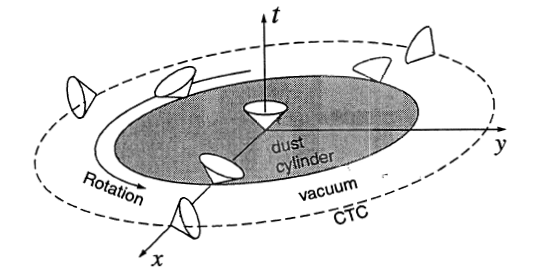 t
dust
cylinder
y
Rotation
vacuum
CTC
x